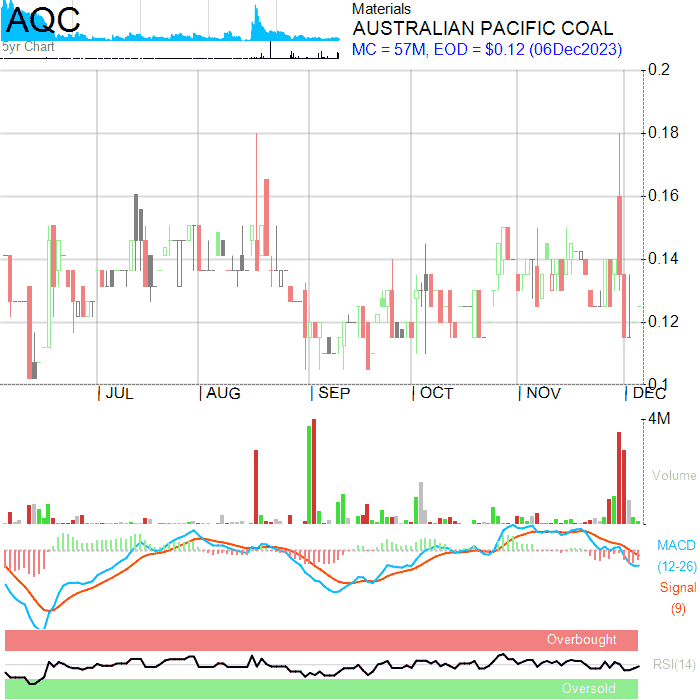 AQC
5yr Chart
Materials
AUSTRALIAN PACIFIC COAL
MC = 57M, EOD = $0.12 (06Dec2023)
0.2
0.18
0.16
0.14
0.12
0.1
JUL AUG SEP OCT NOV DEC
4M
Volume
MACD
(12-26)
Signal
(9)
Overbought
RSI(14)
Oversold